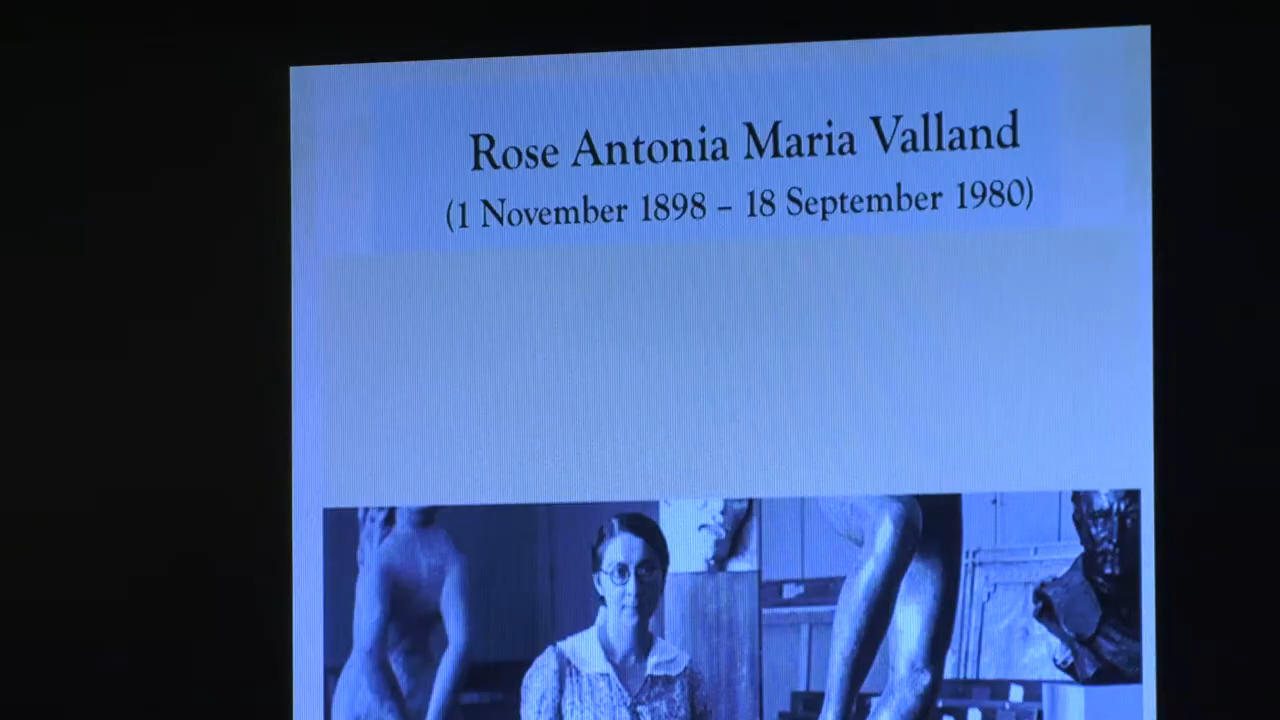 Rose Antonia Maria Valland
(1 November 1898 – 18 September 1980)